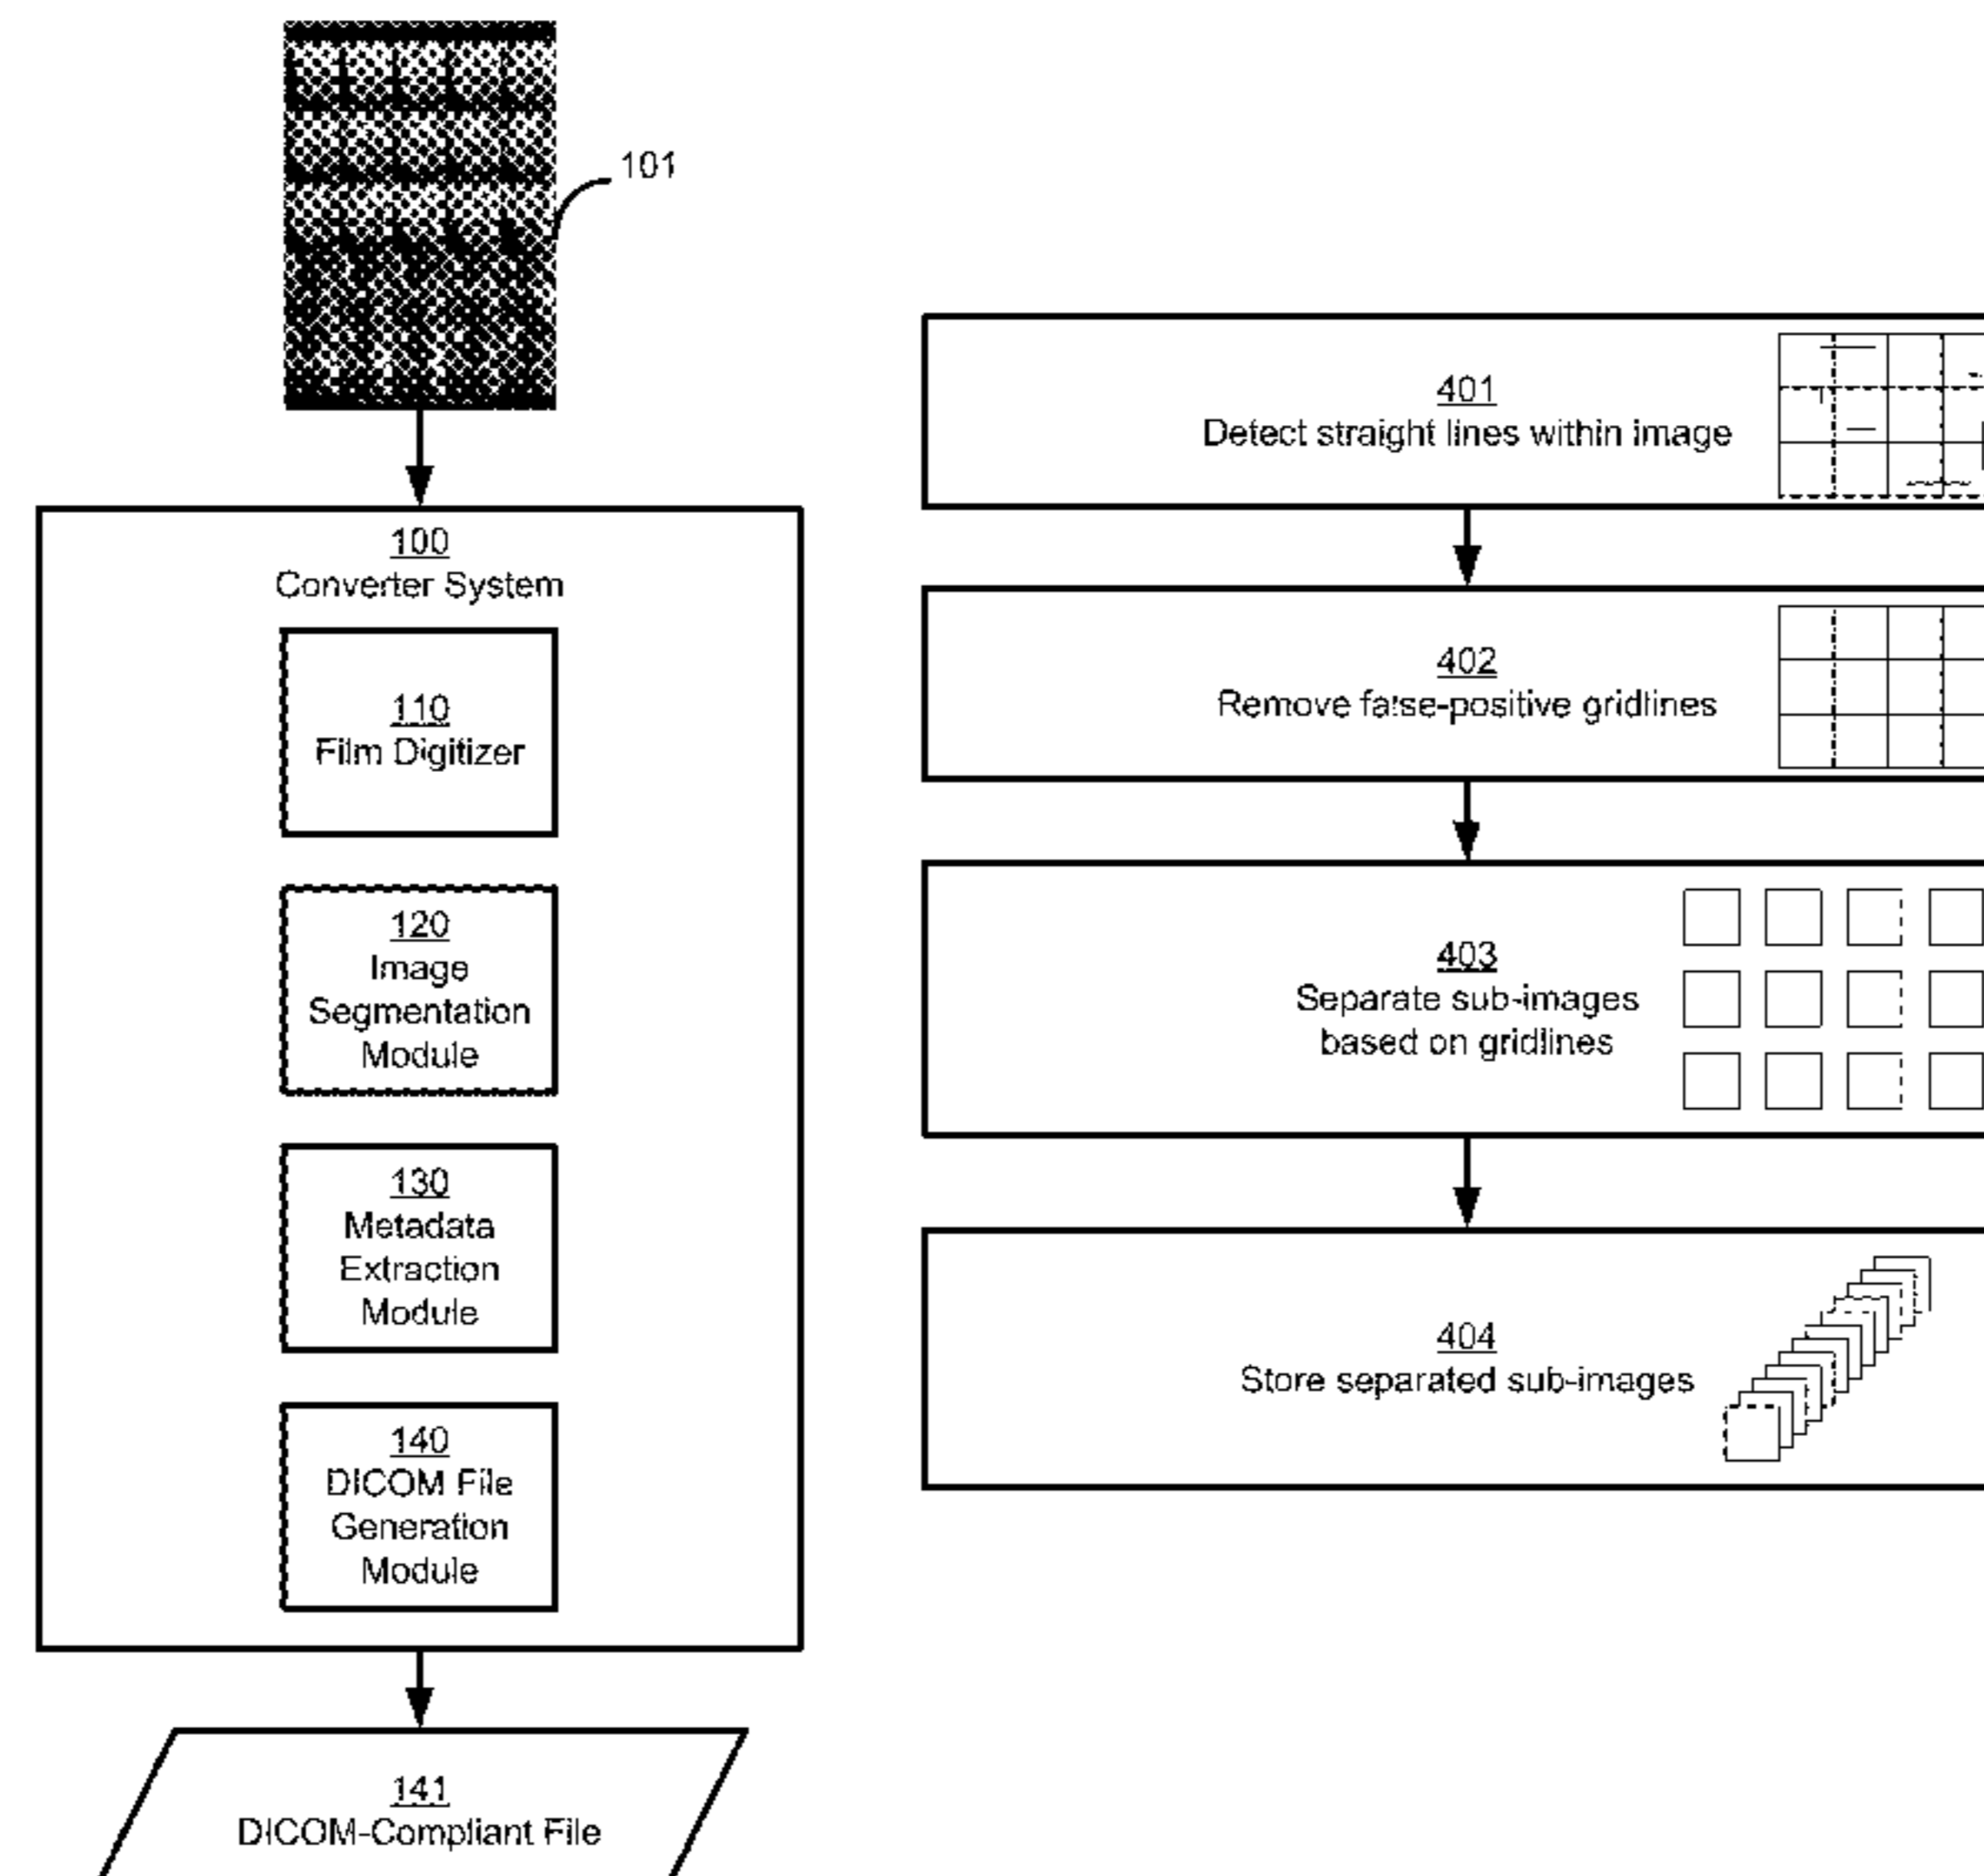 101
100
Converter System
110
Film Digitizer
120
Image
Segmentation
Module
130
Metadata
Extraction
Module
140
DICOM File
Generation
Module
141
DICOM-Compliant File
401
Detect straight lines within image
402
Remove false-positive gridlines
403
Separate sub-images
based on gridlines
404
Store separated sub-images